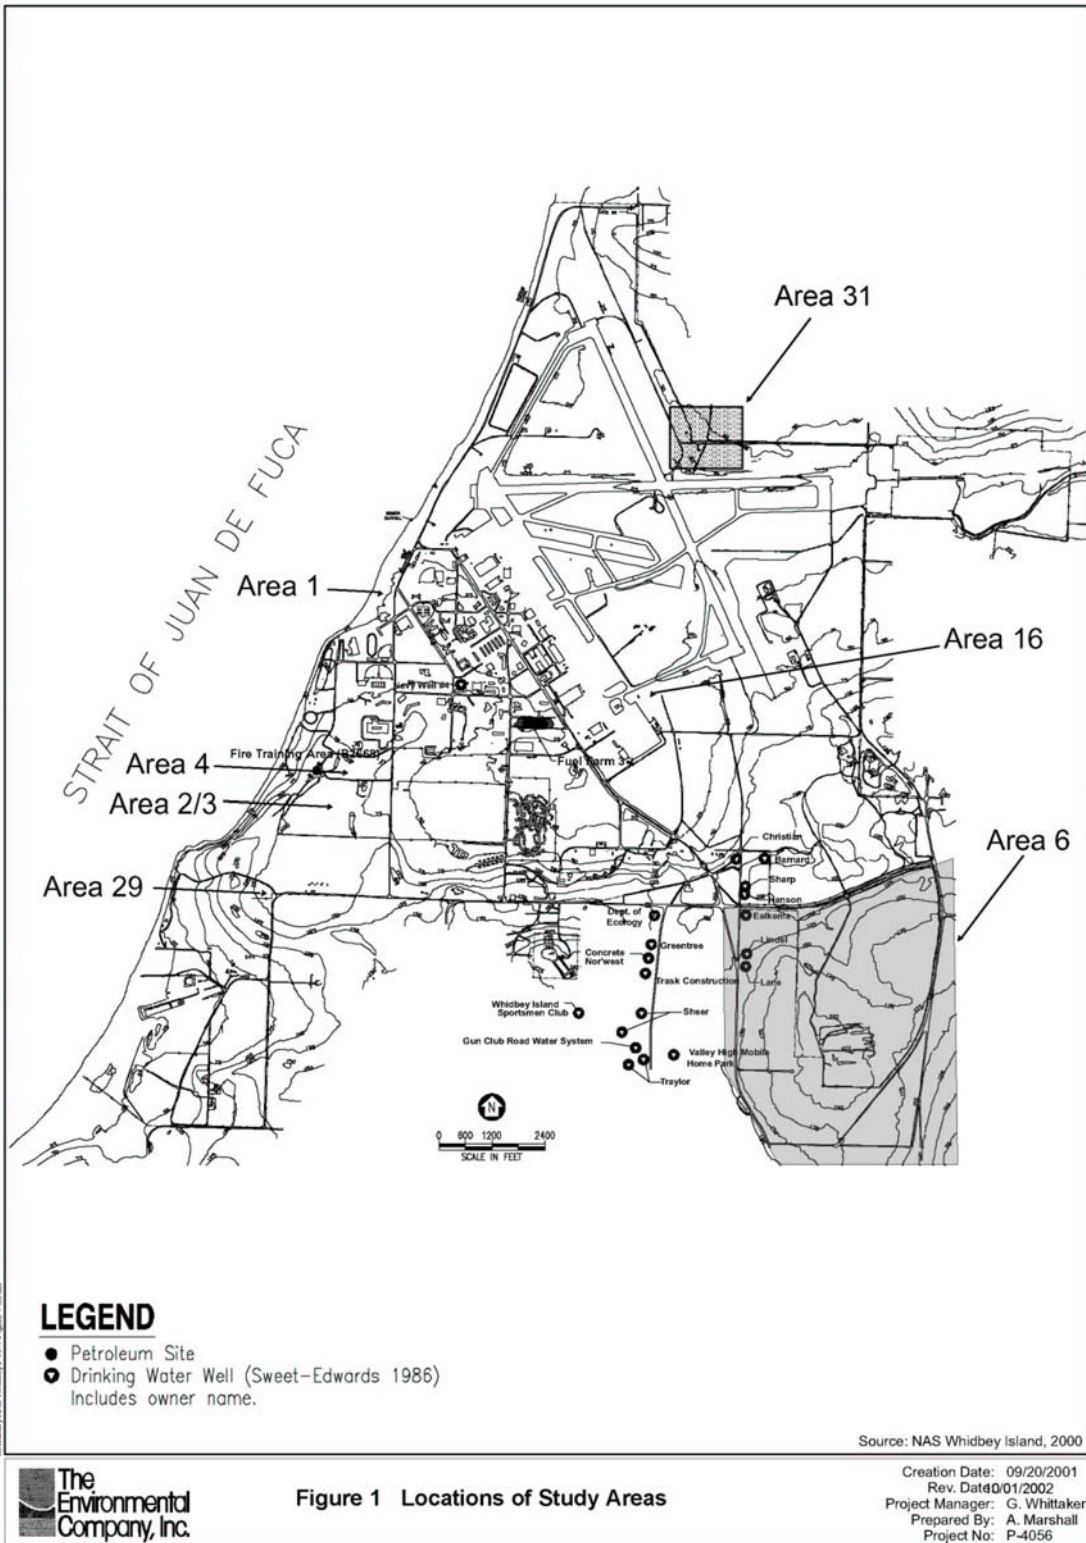 Area 31
STRAIT OF JUAN DE FUCA
Area 1
Area 16
Fire Training Area
Fuel Farm 3
Area 4
Area 2/3
Area 6
Area 29
Christian
Barnard
Sharp
Hanson
Dept. of
Ecology
Greentree
Lindel
Concrete
Nor'west
Trask Construction
Lane
Whidbey Island
Sportsmen Club
Sheer
Gun Club Road Water System
Valley High Mobile
Home Park
Traylor
N
0 600 1200 2400
SCALE IN FEET
LEGEND
Petroleum Site
Drinking Water Well (Sweet-Edwards 1986)
Includes owner name.
Source: NAS Whidbey Island, 2000
The
Environmental
Company, Inc.
Figure 1 Locations of Study Areas
Creation Date: 09/20/2001
Rev. Date: 10/01/2002
Project Manager: G. Whittaker
Prepared By: A. Marshall
Project No: P-4056